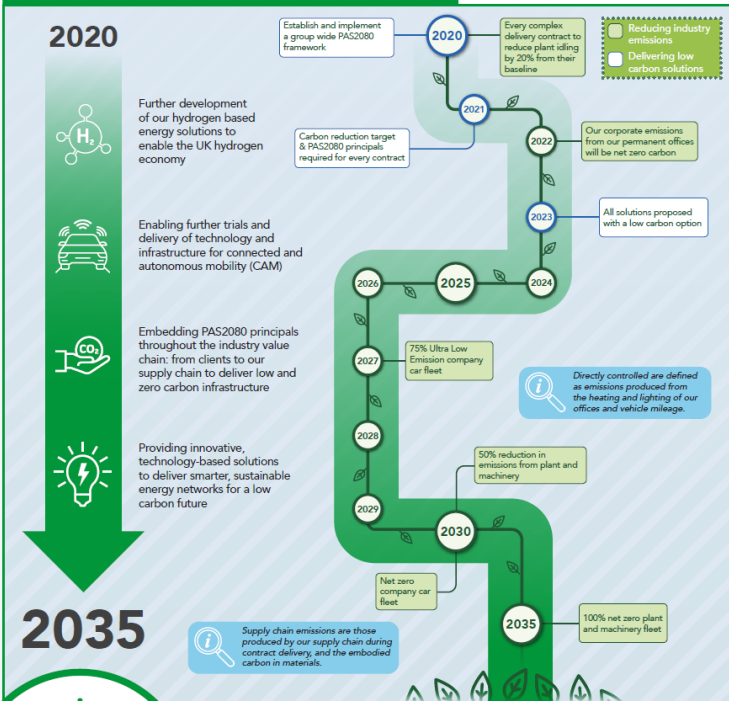 2020
H₂
Further development
of our hydrogen based
energy solutions to
enable the UK hydrogen
economy
Enabling further trials and
delivery of technology and
infrastructure for connected and
autonomous mobility (CAM)
CO₂
Embedding PAS2080 principals
throughout the industry value
chain: from clients to our
supply chain to deliver low and
zero carbon infrastructure
Providing innovative,
technology-based solutions
to deliver smarter, sustainable
energy networks for a low
carbon future
2035
Establish and implement
a group wide PAS2080
framework
2020
Every complex
delivery contract to
reduce plant idling
by 20% from their
baseline
Reducing industry
emissions
Delivering low
carbon solutions
2021
Carbon reduction target
& PAS2080 principals
required for every contract
2022
Our corporate emissions
from our permanent offices
will be net zero carbon
2023
All solutions proposed
with a low carbon option
2024
2025
2026
2027
75% Ultra Low
Emission company
car fleet
i
Directly controlled are defined
as emissions produced from
the heating and lighting of our
offices and vehicle mileage.
2028
2029
50% reduction in
emissions from plant and
machinery
2030
Net zero
company car
fleet
2035
100% net zero plant
and machinery fleet
i
Supply chain emissions are those
produced by our supply chain during
contract delivery, and the embodied
carbon in materials.